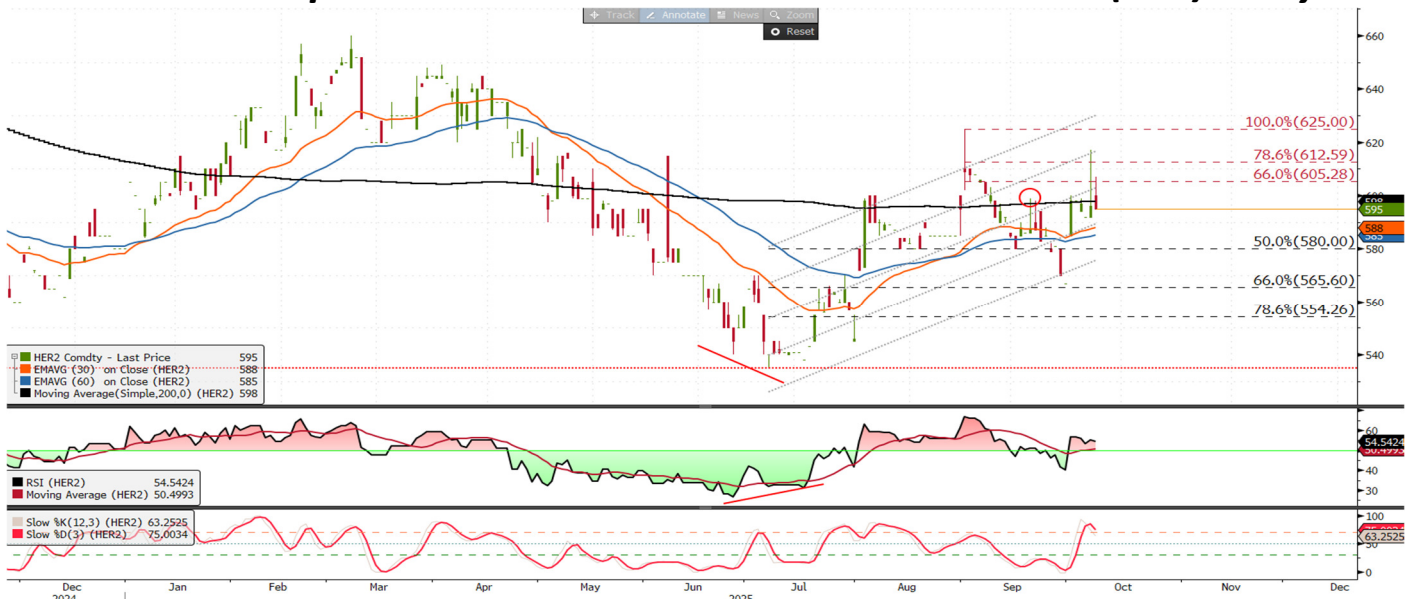 Track Annotate News Zoom
Reset
660
640
100.0%(625.00)
620
78.6%(612.59)
66.0%(605.28)
600
598
595
588
585
50.0%(580.00)
580
66.0%(565.60)
560
78.6%(554.26)
540
HER2 Comdty - Last Price 595
EMAVG (30) on Close (HER2) 588
EMAVG (60) on Close (HER2) 585
Moving Average(Simple,200,0) (HER2) 598
60
54.5424
50.4993
40
30
RSI (HER2) 54.5424
Moving Average (HER2) 50.4993
Slow %K(12,3) (HER2) 63.2525
Slow %D(3) (HER2) 75.0034
100
75.0034
63.2525
50
0
Dec Jan Feb Mar Apr May Jun Jul Aug Sep Oct Nov Dec
2024 2025